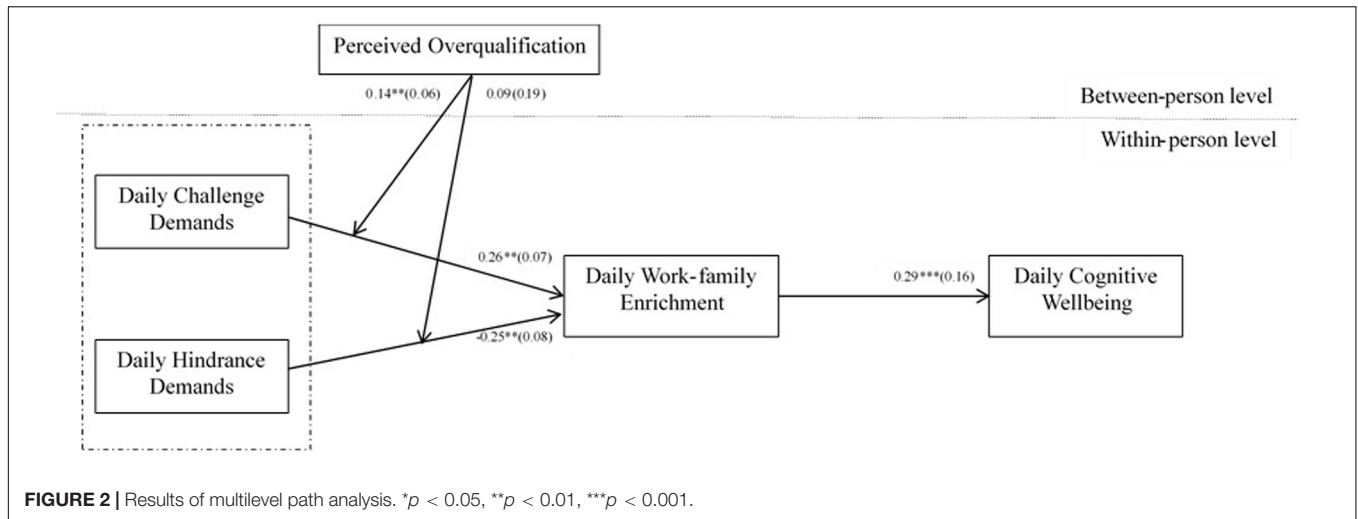 Perceived Overqualification
0.14**(0.06) 0.09(0.19)
Between-person level
Within-person level
Daily Challenge
Demands
0.26**(0.07)
Daily Work-family
Enrichment
0.29***(0.16)
Daily Cognitive
Wellbeing
-0.25**(0.08)
Daily Hindrance
Demands
FIGURE 2 | Results of multilevel path analysis. *p < 0.05, **p < 0.01, ***p < 0.001.